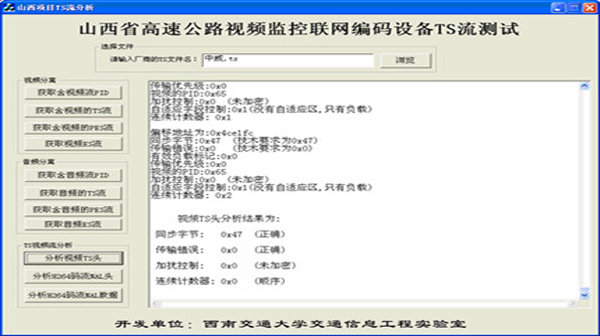 山西项目TS流分析
山西省高速公路视频监控联网编码设备TS流测试
选择文件
请输入厂商的TS文件名：
中威.ts
浏览
视频分离
获取含视频流PID
获取含视频的TS流
获取含视频的PES流
获取视频ES流
音频分离
获取含音频流PID
获取音频的TS流
获取含音频的PES流
获取音频ES流
TS视频流分析
分析视频TS头
分析H264码流NAL头
分析H264码流NAL数据
传输优先级:0x0
视频的PID:0x65
加扰控制:0x0 （未加密）
自适应字段控制:0x1(没有自适应区,只有负载)
连续计数器: 0x1
偏移地址为:0x4ce1fc
同步字节:0x47 （技术要求为0x47）
传输错误:0x0 （技术要求为0x0）
有效负载标记:0x0
传输优先级:0x0
视频的PID:0x65
加扰控制:0x0 （未加密）
自适应字段控制:0x1(没有自适应区,只有负载)
连续计数器: 0x2
视频TS头分析结果为:
同步字节: 0x47 （正确）
传输错误: 0x0 （正确）
加扰控制: 0x0 （未加密）
连续计数器: 0x0 （顺序）
开发单位：西南交通大学交通信息工程实验室